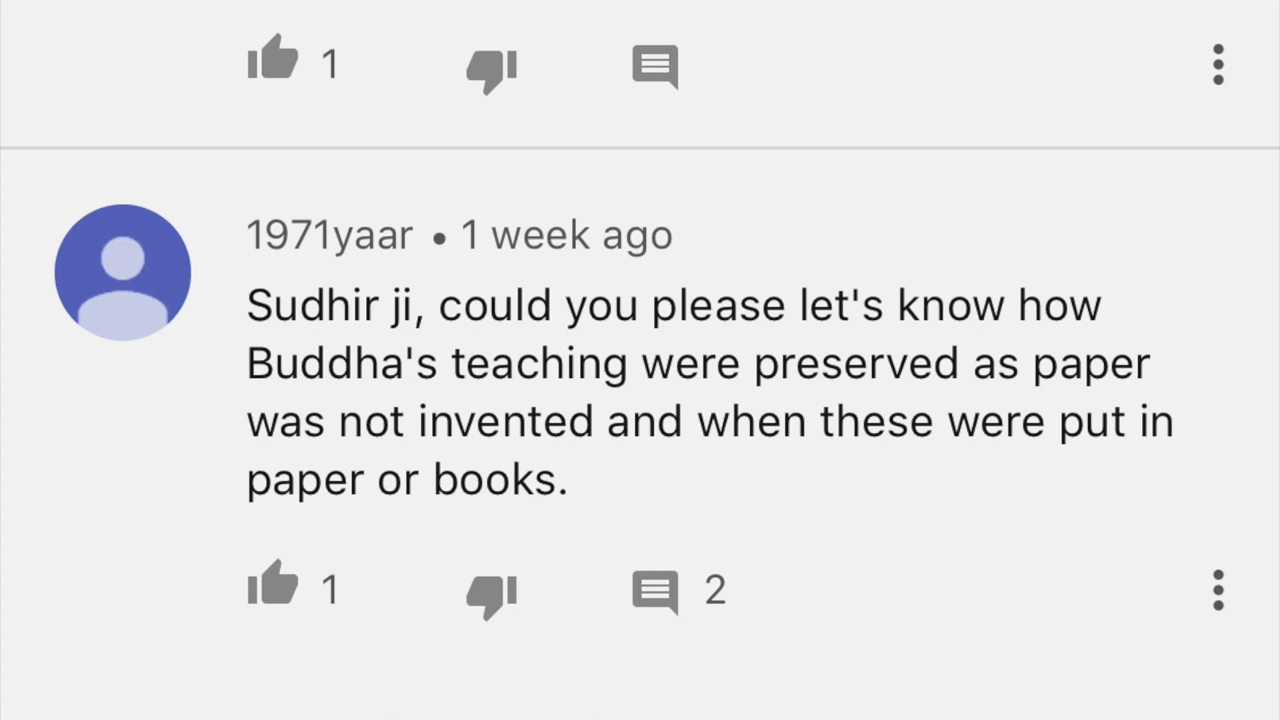 1
1971yaar • 1 week ago
Sudhir ji, could you please let's know how
Buddha's teaching were preserved as paper
was not invented and when these were put in
paper or books.
1 2